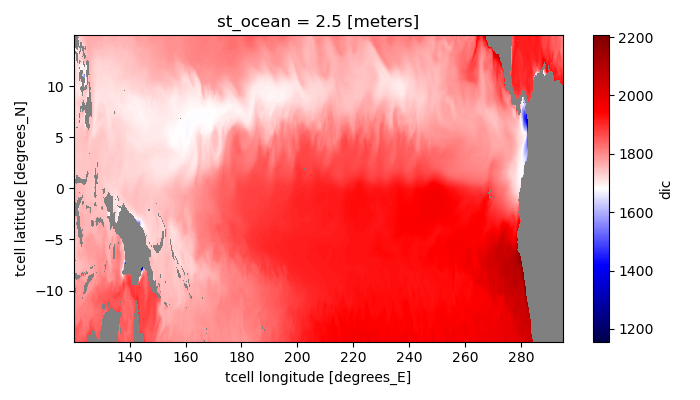 st_ocean = 2.5 [meters]
tcell latitude [degrees_N]
10
5
0
−5
−10
140 160 180 200 220 240 260 280
tcell longitude [degrees_E]
2200
2000
1800
1600
1400
1200
dic